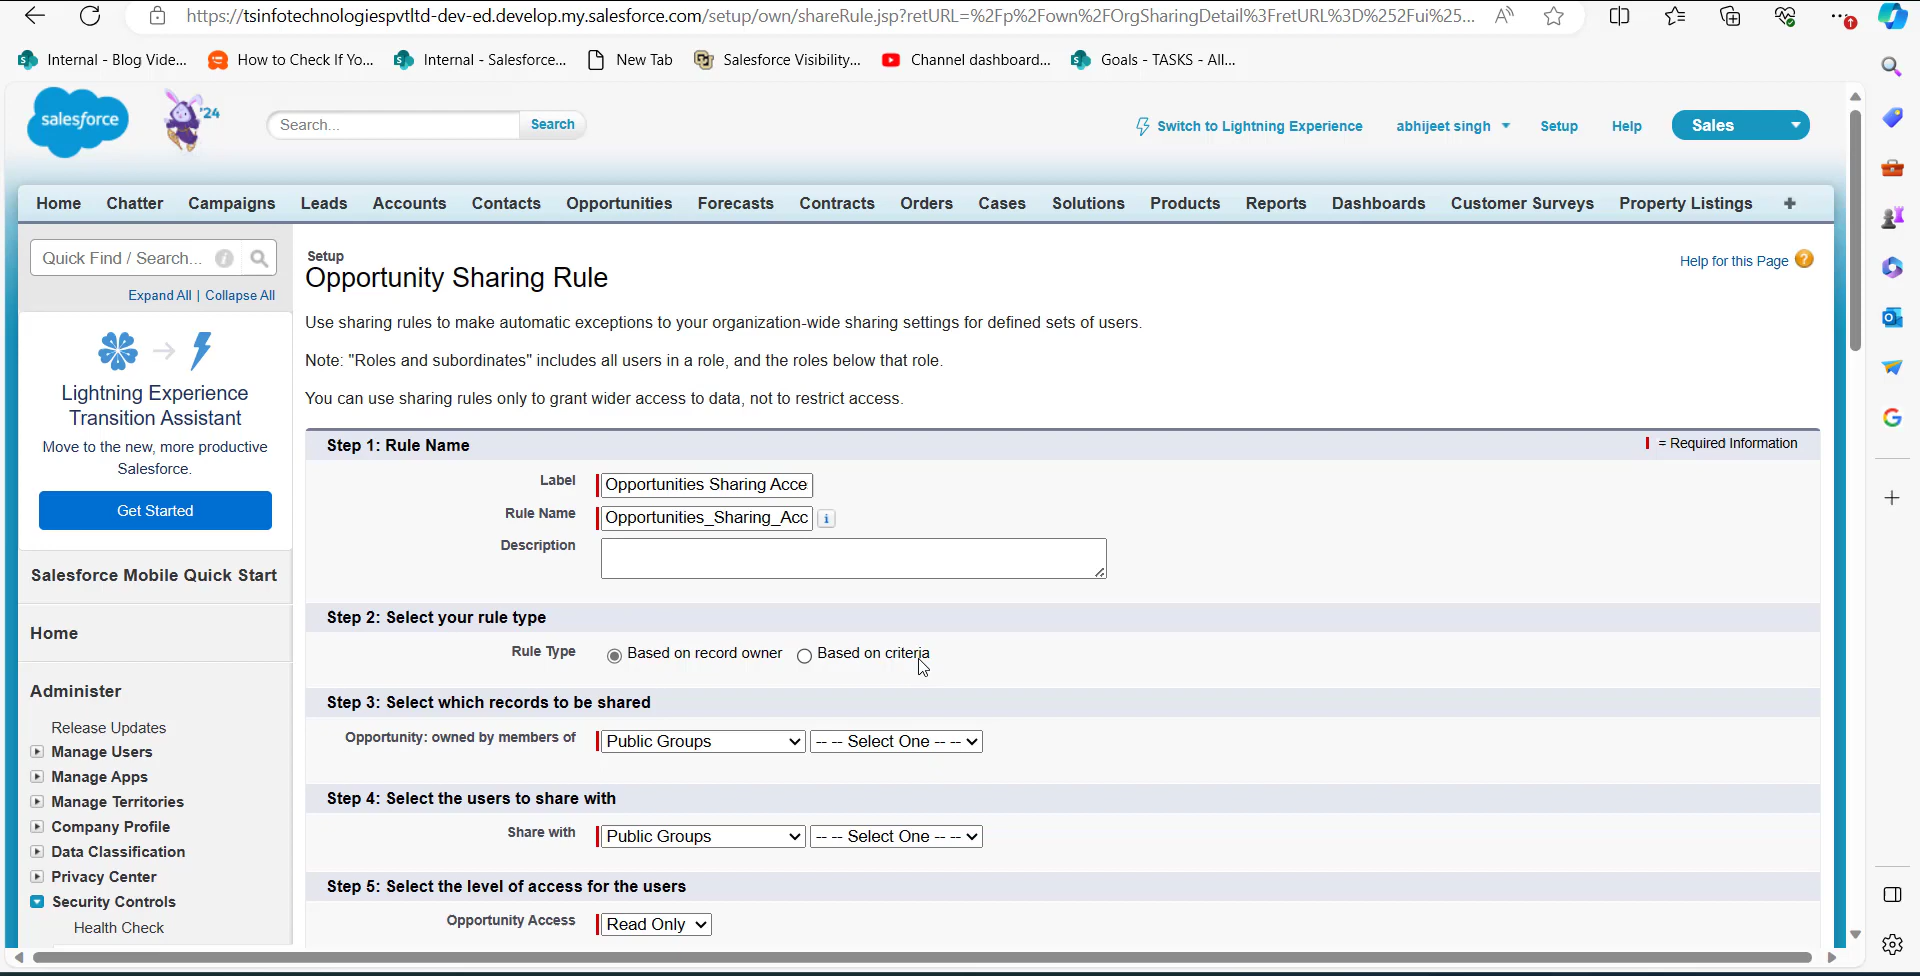 https://tsinfotechnologiespvtltd-dev-ed.develop.my.salesforce.com/setup/own/shareRule.jsp?retURL=%2Fp%2Fown%2FOrgSharingDetail%3FretURL%3D%252Fui%25...
Internal - Blog Vide... How to Check If Yo... Internal - Salesforce... New Tab Salesforce Visibility... Channel dashboard... Goals - TASKS - All...
salesforce '24 Search... Search Switch to Lightning Experience abhijeet singh Setup Help Sales
Home Chatter Campaigns Leads Accounts Contacts Opportunities Forecasts Contracts Orders Cases Solutions Products Reports Dashboards Customer Surveys Property Listings +
Quick Find / Search...
Expand All | Collapse All
Lightning Experience
Transition Assistant
Move to the new, more productive
Salesforce.
Get Started
Salesforce Mobile Quick Start
Home
Administer
Release Updates
Manage Users
Manage Apps
Manage Territories
Company Profile
Data Classification
Privacy Center
Security Controls
Health Check
Setup
Opportunity Sharing Rule
Help for this Page ?
Use sharing rules to make automatic exceptions to your organization-wide sharing settings for defined sets of users.
Note: "Roles and subordinates" includes all users in a role, and the roles below that role.
You can use sharing rules only to grant wider access to data, not to restrict access.
Step 1: Rule Name = Required Information
Label Opportunities Sharing Acce
Rule Name Opportunities_Sharing_Acc i
Description
Step 2: Select your rule type
Rule Type Based on record owner Based on criteria
Step 3: Select which records to be shared
Opportunity: owned by members of Public Groups -- -- Select One -- --
Step 4: Select the users to share with
Share with Public Groups -- -- Select One -- --
Step 5: Select the level of access for the users
Opportunity Access Read Only